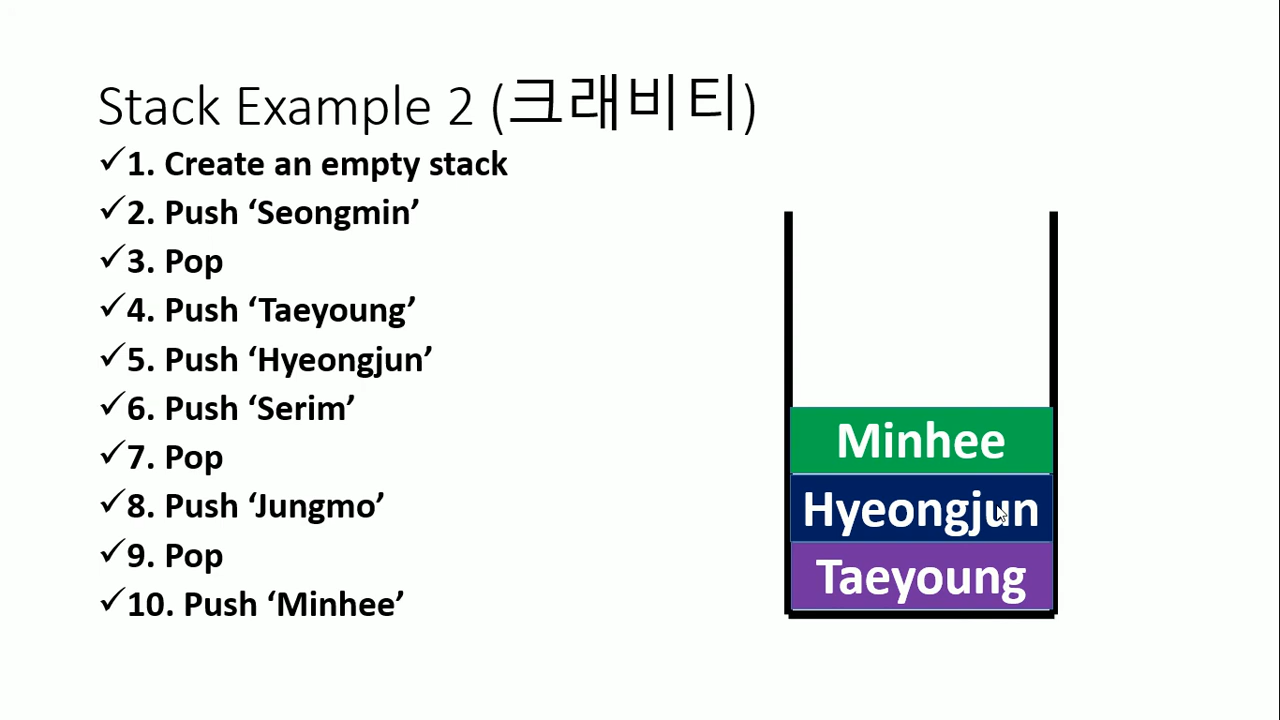 Stack Example 2 (크래비티)
✓1. Create an empty stack
✓2. Push ‘Seongmin’
✓3. Pop
✓4. Push ‘Taeyoung’
✓5. Push ‘Hyeongjun’
✓6. Push ‘Serim’
✓7. Pop
✓8. Push ‘Jungmo’
✓9. Pop
✓10. Push ‘Minhee’
Minhee
Hyeongjun
Taeyoung